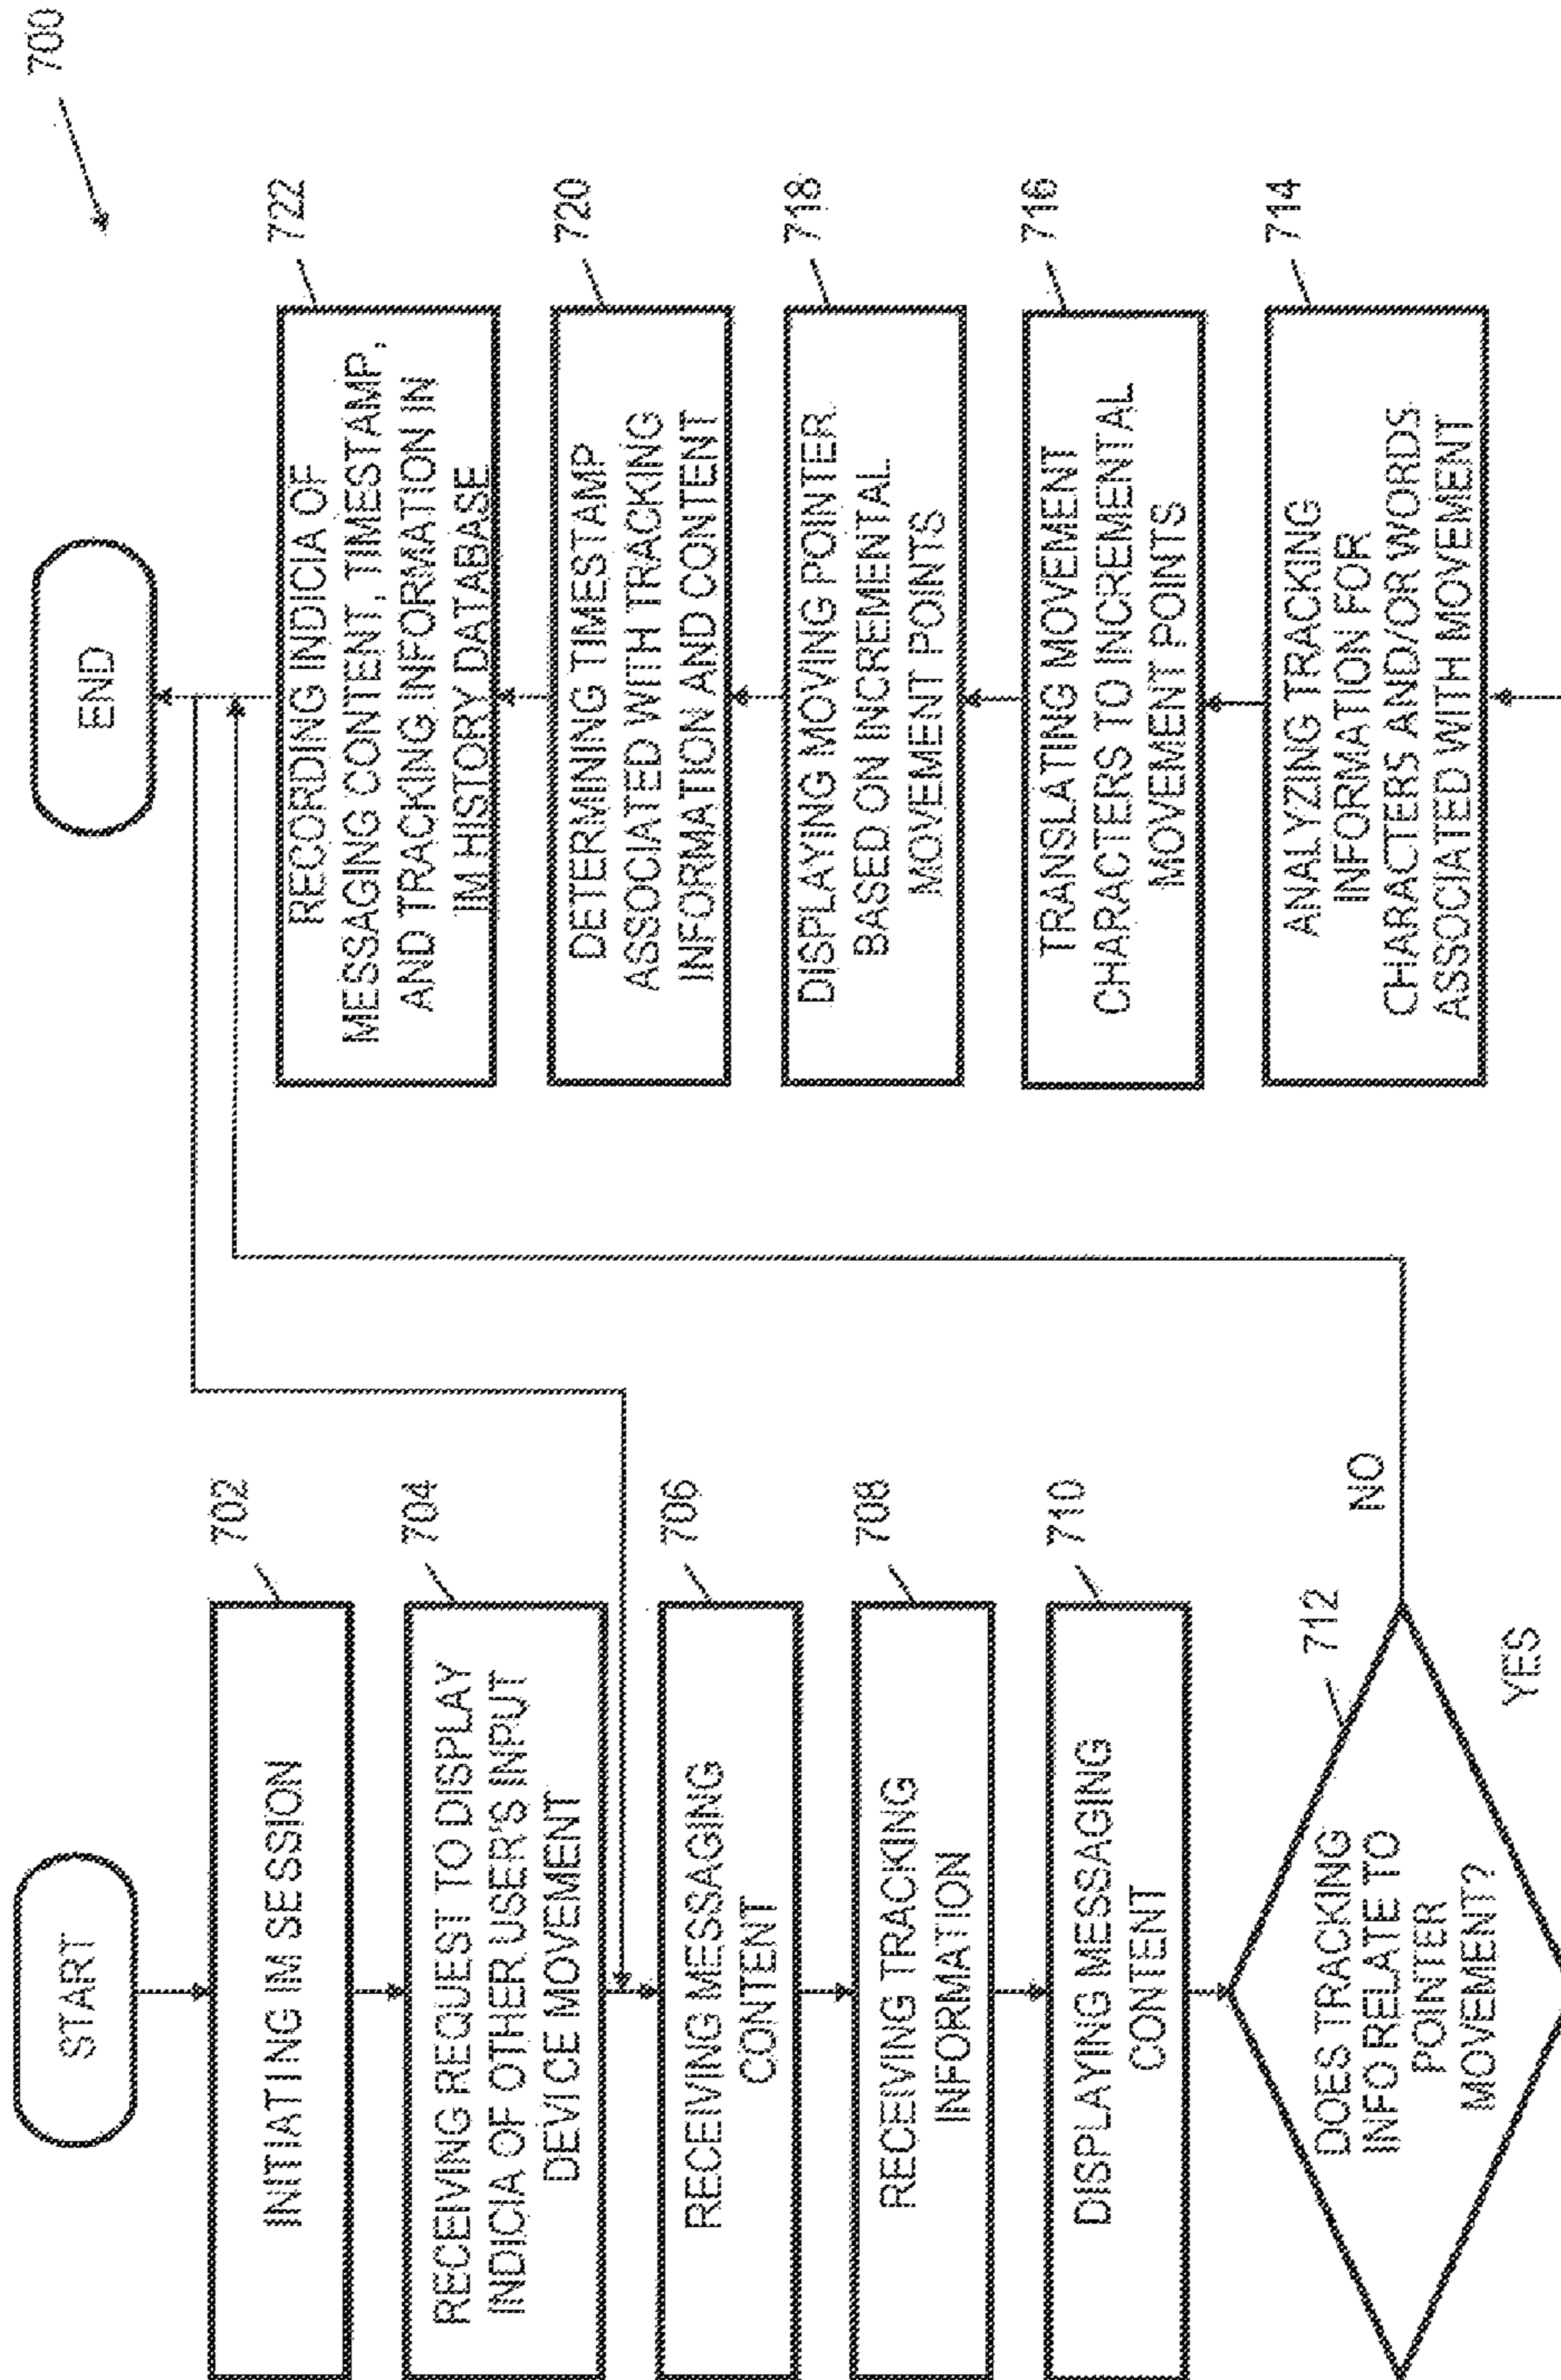 700
START
INITIATING IM SESSION
702
RECEIVING REQUEST TO DISPLAY
INDICIA OF OTHER USER'S INPUT
DEVICE MOVEMENT
704
RECEIVING MESSAGING
CONTENT
706
RECEIVING TRACKING
INFORMATION
708
DISPLAYING MESSAGING
CONTENT
710
DOES TRACKING
INFO RELATE TO
POINTER
MOVEMENT?
712
NO
YES
ANALYZING TRACKING
INFORMATION FOR
CHARACTERS AND/OR WORDS
ASSOCIATED WITH MOVEMENT
714
TRANSLATING MOVEMENT
CHARACTERS TO INCREMENTAL
MOVEMENT POINTS
716
DISPLAYING MOVING POINTER
BASED ON INCREMENTAL
MOVEMENT POINTS
718
DETERMINING TIMESTAMP
ASSOCIATED WITH TRACKING
INFORMATION AND CONTENT
720
RECORDING INDICIA OF
MESSAGING CONTENT, TIMESTAMP,
AND TRACKING INFORMATION IN
IM HISTORY DATABASE
722
END